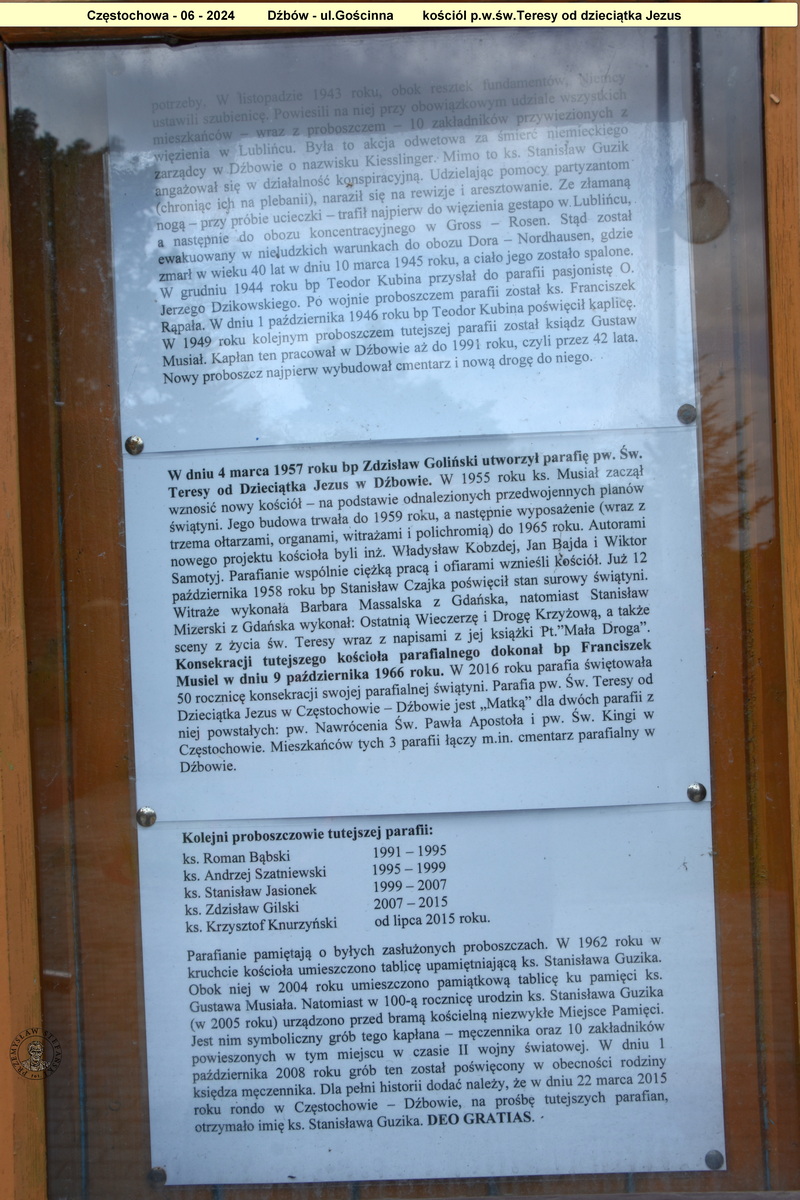 Częstochowa - 06 - 2024 Dźbów - ul.Gościnna kościól p.w.św.Teresy od dzieciątka Jezus
potrzeby. W listopadzie 1943 roku, obok resztek fundamentów, Niemcy
ustawili szubienicę. Powiesili na niej przy obowiązkowym udziale wszystkich
mieszkańców – wraz z proboszczem – 10 zakładników przywiezionych z
więzienia w Lublińcu. Była to akcja odwetowa za śmierć niemieckiego
zarządcy w Dźbowie o nazwisku Kiesslinger. Mimo to ks. Stanisław Guzik
angażował się w działalność konspiracyjną. Udzielając pomocy partyzantom
(chroniąc ich na plebanii), naraził się na rewizje i aresztowanie. Ze złamaną
nogą – przy próbie ucieczki – trafił najpierw do więzienia gestapo w Lublińcu,
a następnie do obozu koncentracyjnego w Gross – Rosen. Stąd został
ewakuowany w nieludzkich warunkach do obozu Dora – Nordhausen, gdzie
zmarł w wieku 40 lat w dniu 10 marca 1945 roku, a ciało jego zostało spalone.
W grudniu 1944 roku bp Teodor Kubina przysłał do parafii pasjonistę O.
Jerzego Dzikowskiego. Po wojnie proboszczem parafii został ks. Franciszek
Rąpała. W dniu 1 października 1946 roku bp Teodor Kubina poświęcił kaplicę.
W 1949 roku kolejnym proboszczem tutejszej parafii został ksiądz Gustaw
Musiał. Kapłan ten pracował w Dźbowie aż do 1991 roku, czyli przez 42 lata.
Nowy proboszcz najpierw wybudował cmentarz i nową drogę do niego.
W dniu 4 marca 1957 roku bp Zdzisław Goliński utworzył parafię pw. Św.
Teresy od Dzieciątka Jezus w Dźbowie. W 1955 roku ks. Musiał zaczął
wznosić nowy kościół – na podstawie odnalezionych przedwojennych planów
świątyni. Jego budowa trwała do 1959 roku, a następnie wyposażenie (wraz z
trzema ołtarzami, organami, witrażami i polichromią) do 1965 roku. Autorami
nowego projektu kościoła byli inż. Władysław Kobzdej, Jan Bajda i Wiktor
Samotyj. Parafianie wspólnie ciężką pracą i ofiarami wznieśli kościół. Już 12
października 1958 roku bp Stanisław Czajka poświęcił stan surowy świątyni.
Witraże wykonała Barbara Massalska z Gdańska, natomiast Stanisław
Mizerski z Gdańska wykonał: Ostatnią Wieczerzę i Drogę Krzyżową, a także
sceny z życia św. Teresy wraz z napisami z jej książki Pt.”Mała Droga”.
Konsekracji tutejszego kościoła parafialnego dokonał bp Franciszek
Musiel w dniu 9 października 1966 roku. W 2016 roku parafia świętowała
50 rocznicę konsekracji swojej parafialnej świątyni. Parafia pw. Św. Teresy od
Dzieciątka Jezus w Częstochowie – Dźbowie jest „Matką” dla dwóch parafii z
niej powstałych: pw. Nawrócenia Św. Pawła Apostoła i pw. Św. Kingi w
Częstochowie. Mieszkańców tych 3 parafii łączy m.in. cmentarz parafialny w
Dźbowie.
Kolejni proboszczowie tutejszej parafii:
ks. Roman Bąbski 1991 – 1995
ks. Andrzej Szatniewski 1995 – 1999
ks. Stanisław Jasionek 1999 – 2007
ks. Zdzisław Gilski 2007 – 2015
ks. Krzysztof Knurzyński od lipca 2015 roku.
Parafianie pamiętają o byłych zasłużonych proboszczach. W 1962 roku w
kruchcie kościoła umieszczono tablicę upamiętniającą ks. Stanisława Guzika.
Obok niej w 2004 roku umieszczono pamiątkową tablicę ku pamięci ks.
Gustawa Musiała. Natomiast w 100-ą rocznicę urodzin ks. Stanisława Guzika
(w 2005 roku) urządzono przed bramą kościelną niezwykłe Miejsce Pamięci.
Jest nim symboliczny grób tego kapłana – męczennika oraz 10 zakładników
powieszonych w tym miejscu w czasie II wojny światowej. W dniu 1
października 2008 roku grób ten został poświęcony w obecności rodziny
księdza męczennika. Dla pełni historii dodać należy, że w dniu 22 marca 2015
roku rondo w Częstochowie – Dźbowie, na prośbę tutejszych parafian,
otrzymało imię ks. Stanisława Guzika. DEO GRATIAS.